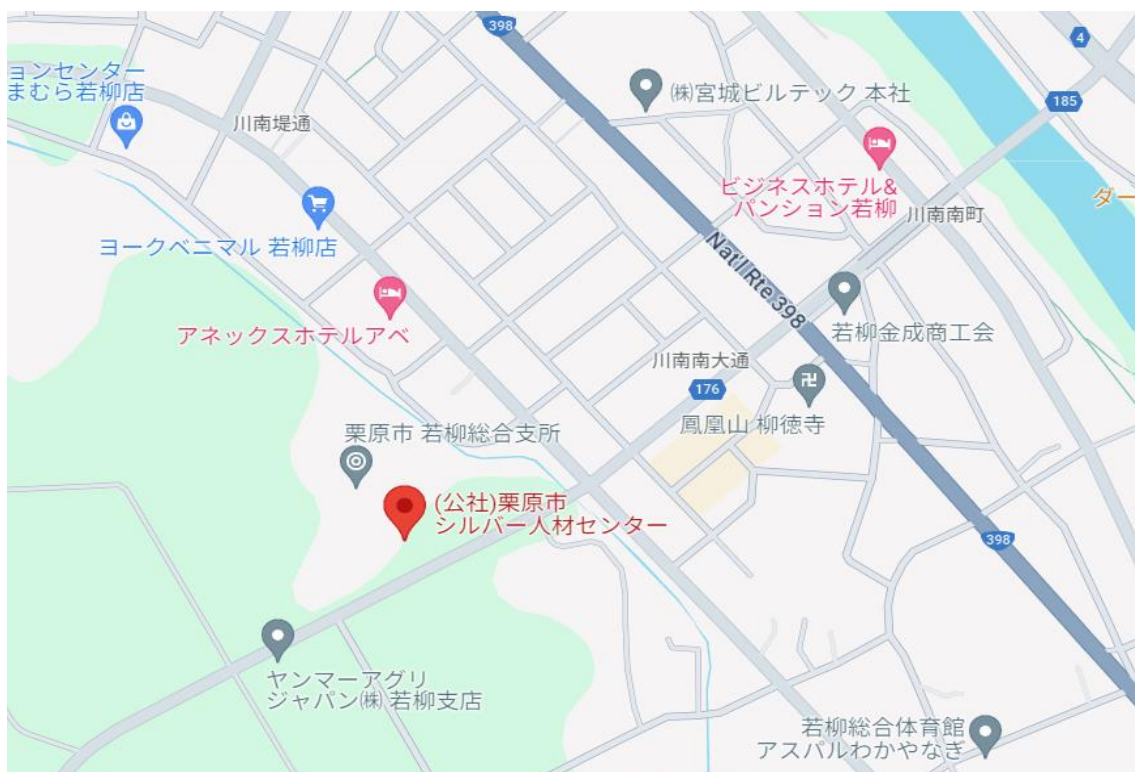 398
4
ョンセンター
まむら若柳店
㈱宮城ビルテック 本社
185
川南堤通
ビジネスホテル&
パンション若柳
ダー
川南南町
ヨークベニマル 若柳店
Nat'l Rte 398
アネックスホテルアベ
若柳金成商工会
川南南大通
176
鳳凰山 柳徳寺
栗原市 若柳総合支所
(公社)栗原市
シルバー人材センター
398
ヤンマーアグリ
ジャパン㈱ 若柳支店
若柳総合体育館
アスパルわかやなぎ